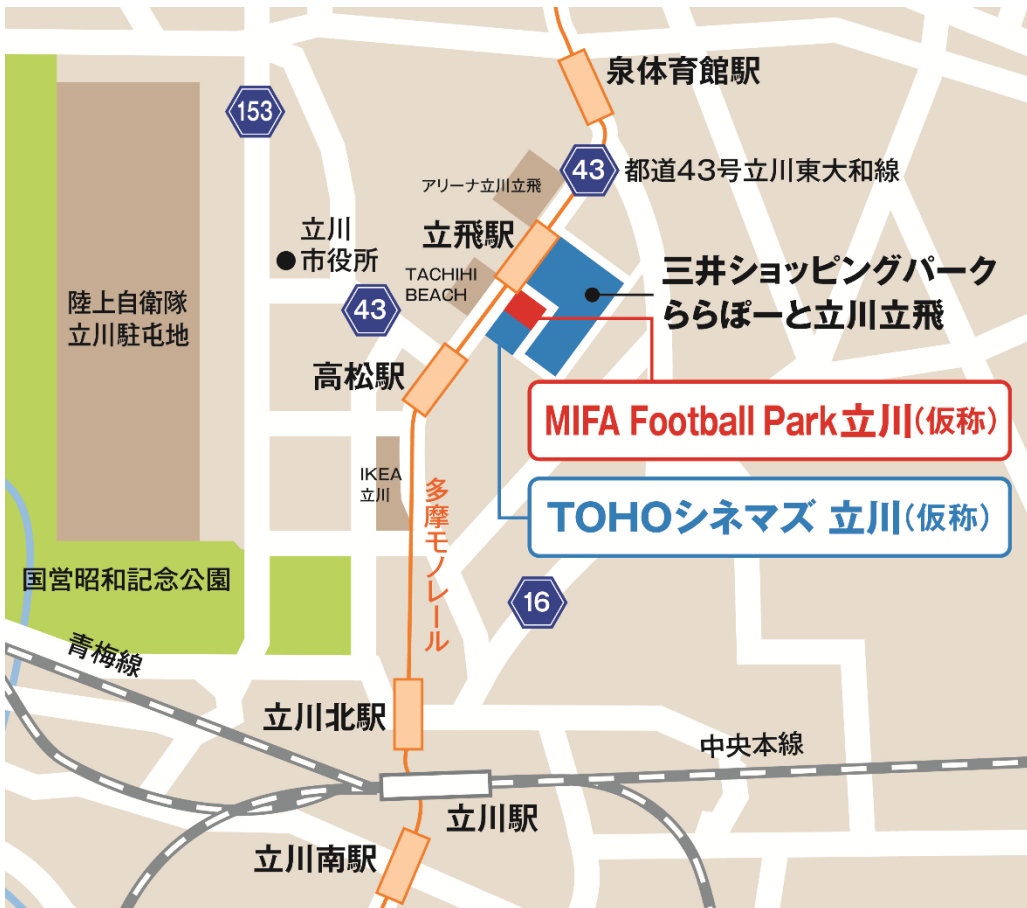 泉体育館駅
153
43
都道43号立川東大和線
アリーナ立川立飛
立飛駅
立川
市役所
TACHIHI
BEACH
三井ショッピングパーク
ららぽーと立川立飛
陸上自衛隊
立川駐屯地
43
高松駅
MIFA Football Park 立川(仮称)
IKEA
立川
多摩モノレール
TOHOシネマズ 立川(仮称)
国営昭和記念公園
16
青梅線
立川北駅
中央本線
立川駅
立川南駅